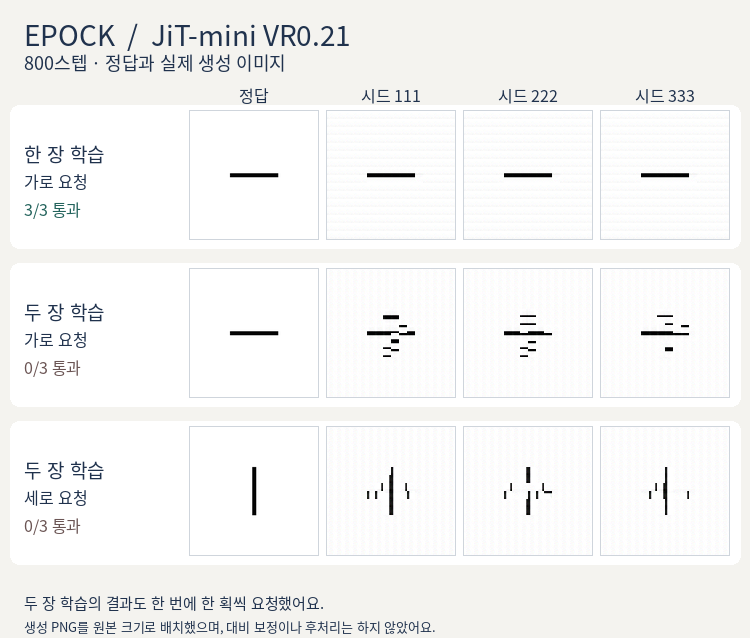 EPOCK / JiT-mini VR0.21
800스텝 · 정답과 실제 생성 이미지
정답 시드 111 시드 222 시드 333
한 장 학습
가로 요청
3/3 통과
두 장 학습
가로 요청
0/3 통과
두 장 학습
세로 요청
0/3 통과
두 장 학습의 결과도 한 번에 한 획씩 요청했어요.
생성 PNG를 원본 크기로 배치했으며, 대비 보정이나 후처리는 하지 않았어요.